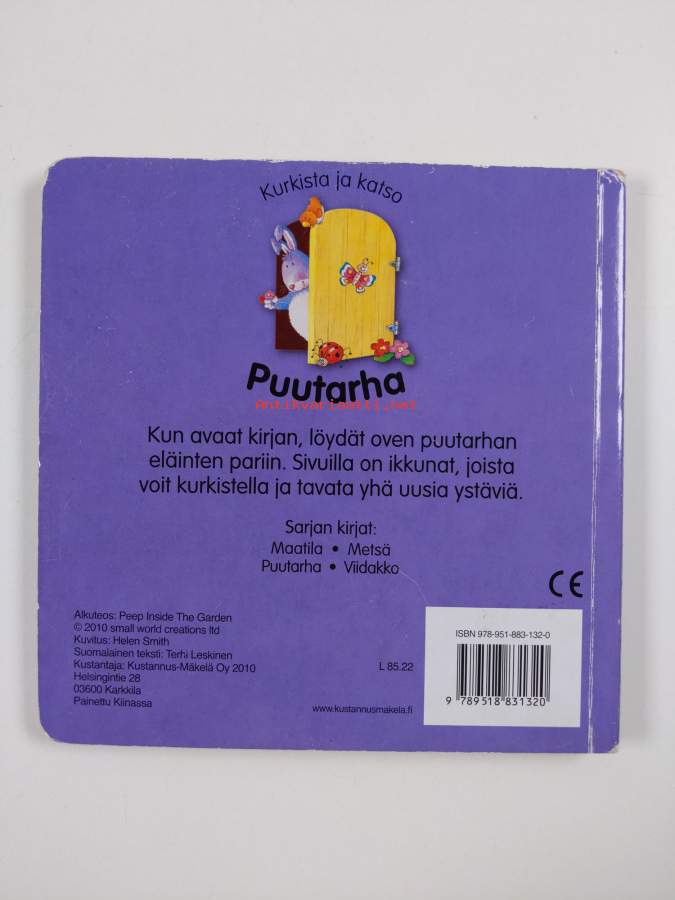 Kurkista ja katso
Puutarha
Antikvariaatti.net
Kun avaat kirjan, löydät oven puutarhan
eläinten pariin. Sivuilla on ikkunat, joista
voit kurkistella ja tavata yhä uusia ystäviä.
Sarjan kirjat:
Maatila • Metsä
Puutarha • Viidakko
CE
Alkuteos: Peep Inside The Garden
© 2010 small world creations ltd
Kuvitus: Helen Smith
Suomalainen teksti: Terhi Leskinen
Kustantaja: Kustannus-Mäkelä Oy 2010
Helsingintie 28
03600 Karkkila
Painettu Kiinassa
L 85.22
www.kustannusmakela.fi
ISBN 978-951-883-132-0
9 789518 831320